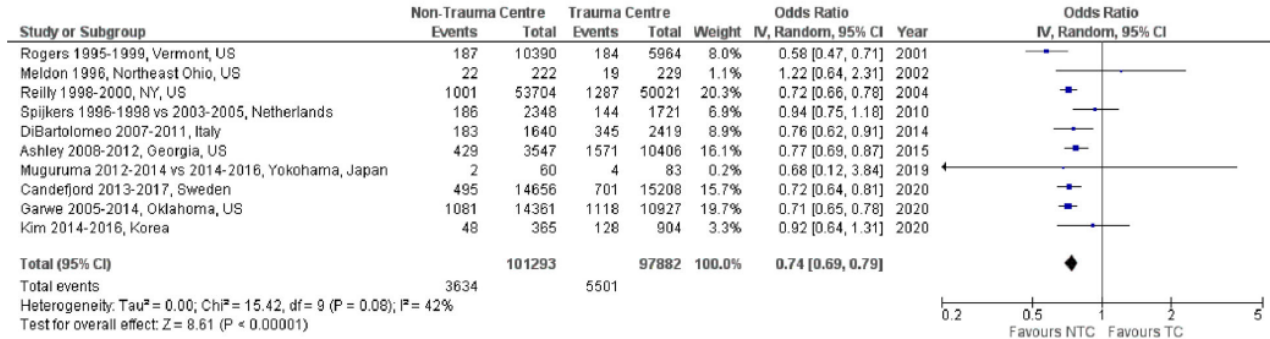 Non-Trauma Centre Trauma Centre Odds Ratio Odds Ratio
Study or Subgroup Events Total Events Total Weight IV, Random, 95% CI Year IV, Random, 95% CI
Rogers 1995-1999, Vermont, US 187 10390 184 5964 8.0% 0.58 [0.47, 0.71] 2001
Meldon 1996, Northeast Ohio, US 22 222 19 229 1.1% 1.22 [0.64, 2.31] 2002
Reilly 1998-2000, NY, US 1001 53704 1287 50021 20.3% 0.72 [0.66, 0.78] 2004
Spijkers 1996-1998 vs 2003-2005, Netherlands 186 2348 144 1721 7.0% 0.94 [0.75, 1.18] 2010
DiBartolomeo 2007-2011, Italy 183 1640 345 2419 8.9% 0.76 [0.62, 0.91] 2014
Ashley 2008-2012, Georgia, US 429 3547 1571 10406 16.1% 0.77 [0.69, 0.87] 2015
Muguruma 2012-2014 vs 2014-2016, Yokohama, Japan 2 60 4 83 0.2% 0.68 [0.12, 3.84] 2019
Candefjord 2013-2017, Sweden 495 14656 701 15208 15.7% 0.72 [0.64, 0.81] 2020
Garwe 2005-2014, Oklahoma, US 1081 14361 1118 10927 19.7% 0.71 [0.65, 0.78] 2020
Kim 2014-2016, Korea 48 365 128 904 3.3% 0.92 [0.64, 1.31] 2020
Total (95% CI) 101293 97882 100.0% 0.74 [0.69, 0.79]
Total events 3634 5501
Heterogeneity: Tau² = 0.00; Chi² = 15.42, df = 9 (P = 0.08); I² = 42%
Test for overall effect: Z = 8.61 (P < 0.00001)
0.2 0.5 1 2 5
Favours NTC Favours TC